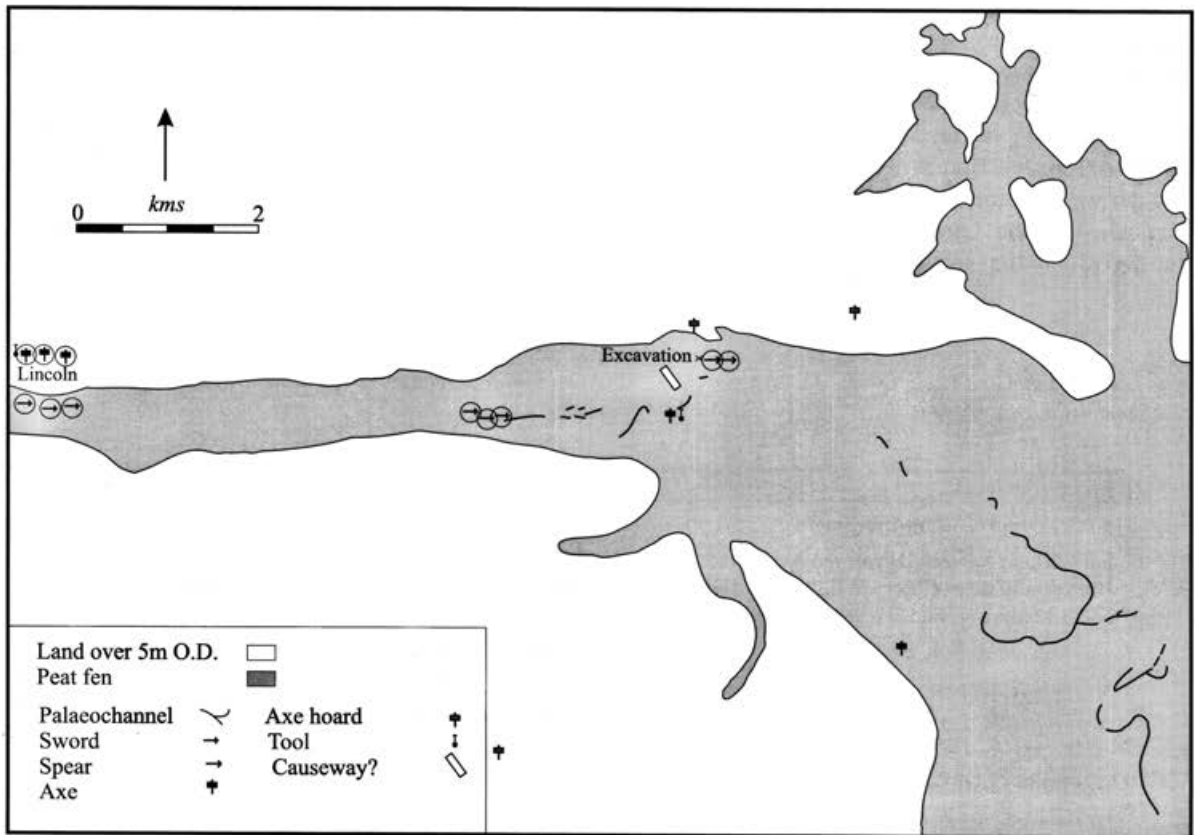 kms
0 2
Lincoln
Excavation
Land over 5m O.D.
Peat fen
Palaeochannel Axe hoard
Sword Tool
Spear Causeway?
Axe